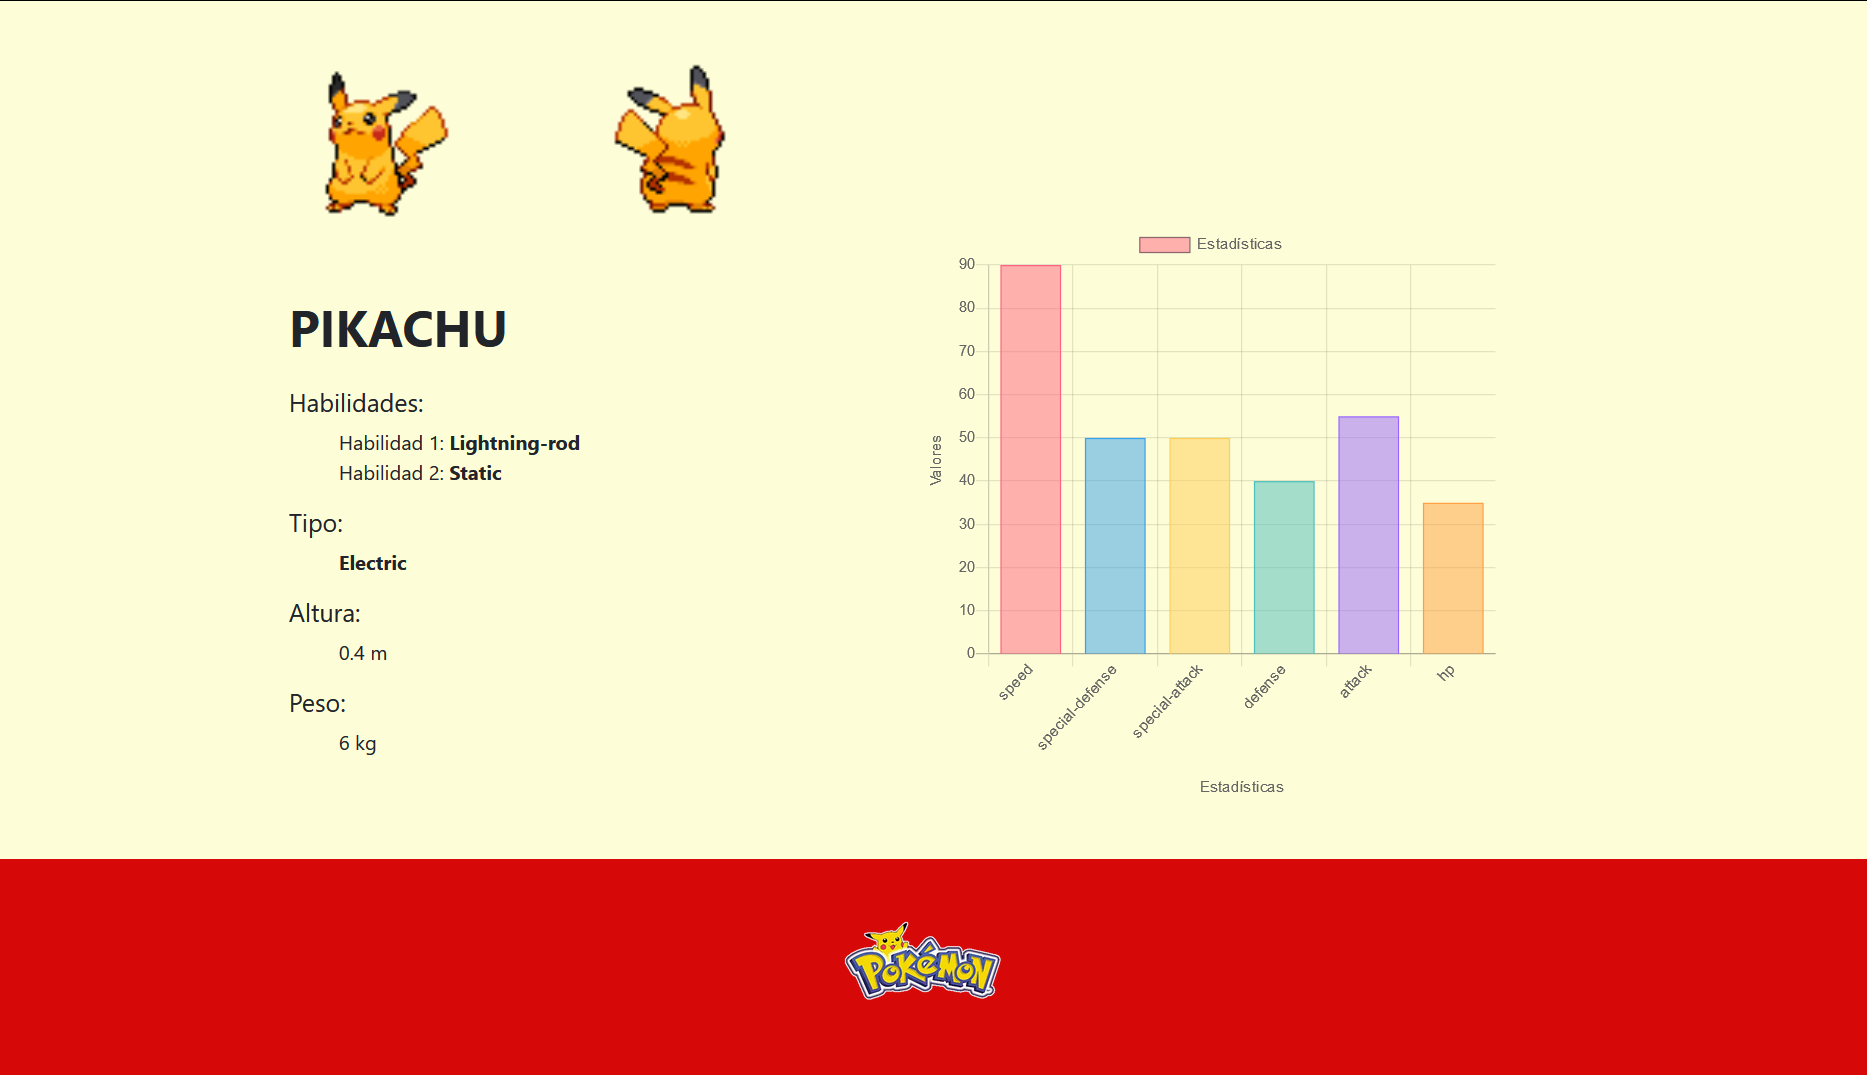 PIKACHU
Habilidades:
Habilidad 1: Lightning-rod
Habilidad 2: Static
Tipo:
Electric
Altura:
0.4 m
Peso:
6 kg
Estadísticas
90
80
70
60
50
40
30
20
10
0
Valores
speed
special-defense
special-attack
defense
attack
hp
Estadísticas
POKéMON